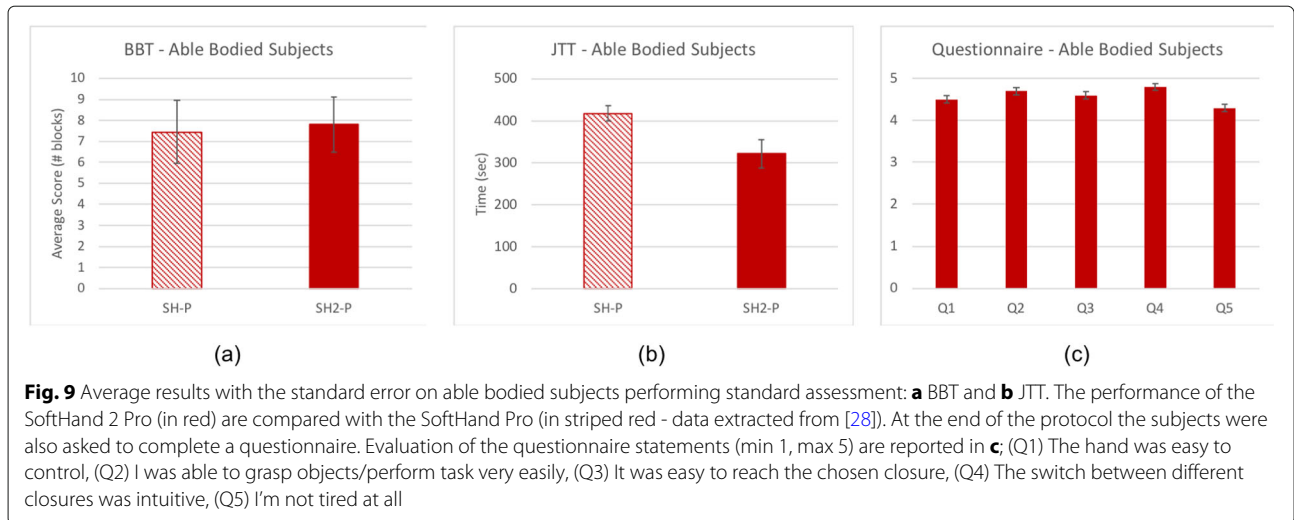 BBT - Able Bodied Subjects
Average Score (# blocks)
10
9
8
7
6
5
4
3
2
1
0
SH-P SH2-P
(a)
JTT - Able Bodied Subjects
Time (sec)
500
400
300
200
100
0
SH-P SH2-P
(b)
Questionnaire - Able Bodied Subjects
5
4
3
2
1
0
Q1 Q2 Q3 Q4 Q5
(c)
Fig. 9 Average results with the standard error on able bodied subjects performing standard assessment: a BBT and b JTT. The performance of the
SoftHand 2 Pro (in red) are compared with the SoftHand Pro (in striped red - data extracted from [28]). At the end of the protocol the subjects were
also asked to complete a questionnaire. Evaluation of the questionnaire statements (min 1, max 5) are reported in c; (Q1) The hand was easy to
control, (Q2) I was able to grasp objects/perform task very easily, (Q3) It was easy to reach the chosen closure, (Q4) The switch between different
closures was intuitive, (Q5) I'm not tired at all